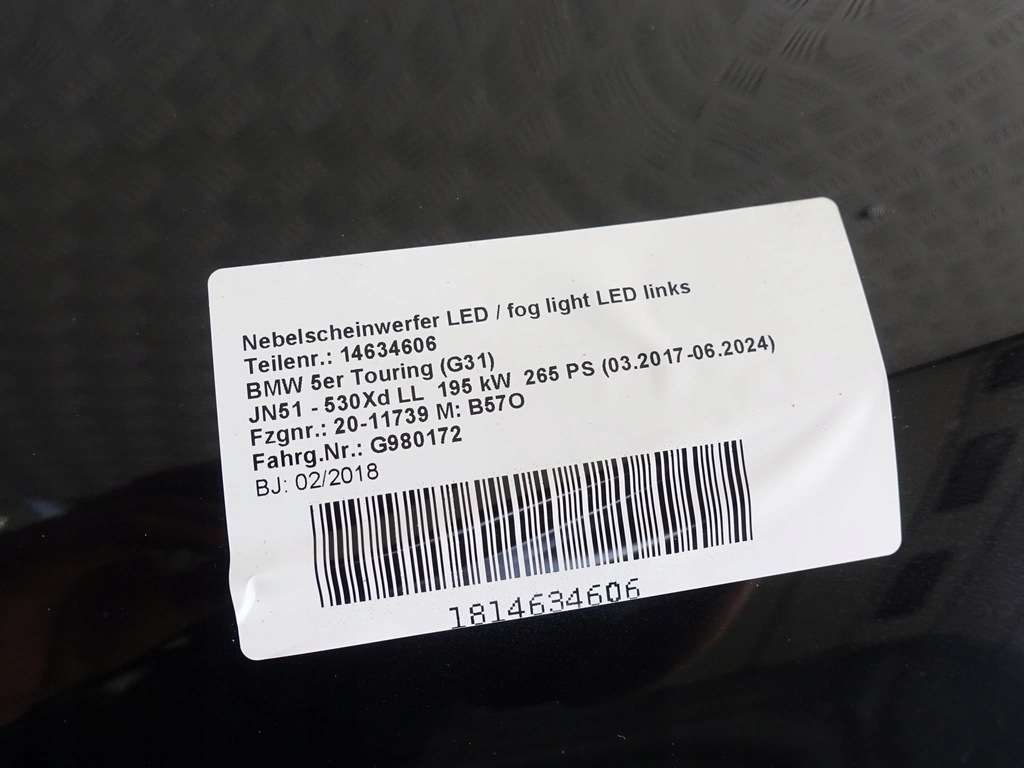 Nebelscheinwerfer LED / fog light LED links
Teilenr.: 14634606
BMW 5er Touring (G31)
JN51 - 530Xd LL 195 kW 265 PS (03.2017-06.2024)
Fzgnr.: 20-11739 M: B57O
Fahrg.Nr.: G980172
BJ: 02/2018
1814634606